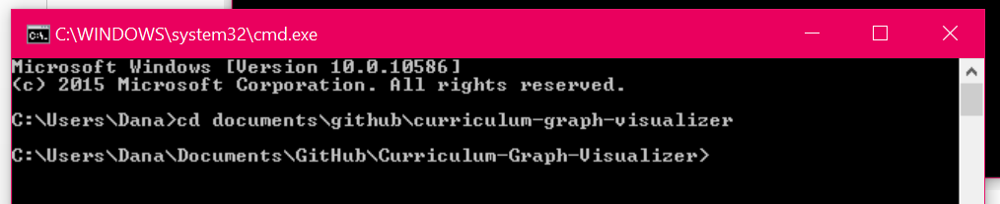 C:\WINDOWS\system32\cmd.exe
Microsoft Windows [Version 10.0.10586]
(c) 2015 Microsoft Corporation. All rights reserved.
C:\Users\Dana>cd documents\github\curriculum-graph-visualizer
C:\Users\Dana\Documents\GitHub\Curriculum-Graph-Visualizer>